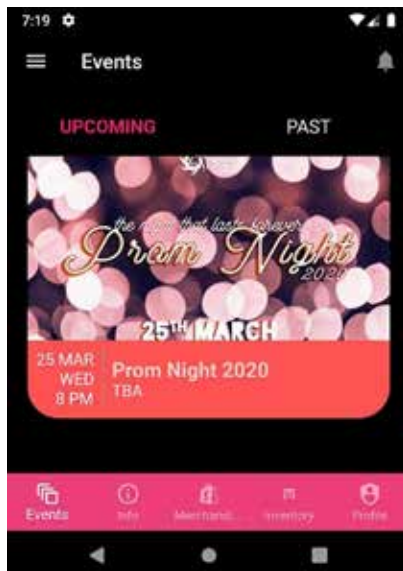 7:19
Events
UPCOMING
PAST
the night that lasts forever
Prom Night
2020
25TH MARCH
25 MAR
WED
8 PM
Prom Night 2020
TBA
Events
Info
Merchand...
Inventory
Profile